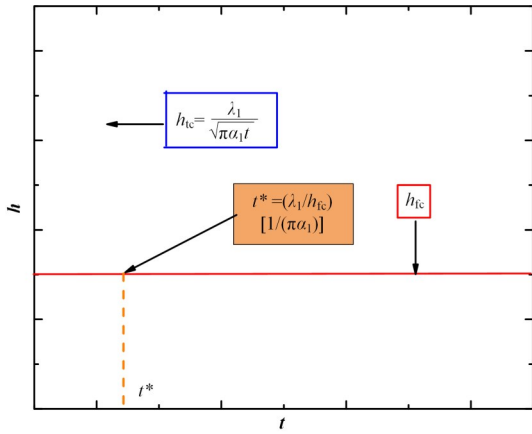 h_tc= λ₁/√(πα₁t)
t* =(λ₁/h_fc)
[1/(πα₁)]
h_fc
h
t*
t